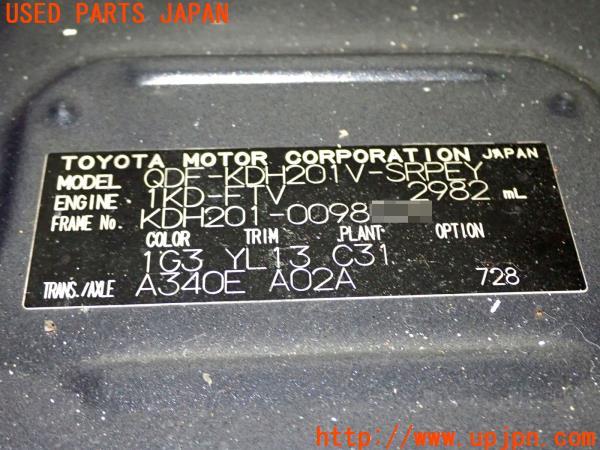 USED PARTS JAPAN
TOYOTA MOTOR CORPORATION JAPAN
MODEL QDF-KDH201V-SRPEY
ENGINE 1KD-FTV 2982 mL
FRAME No. KDH201-0098
COLOR TRIM PLANT OPTION
1G3 YL13 C31
TRANS./AXLE A340E A02A 728
http://www.upjpn.com